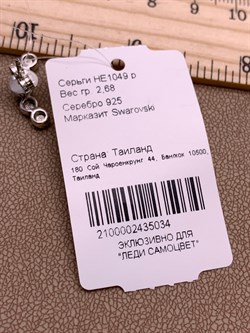 Серьги HE1049 p
Вес гр. 2,68
Серебро 925
Марказит Swarovski
Страна Таиланд
180 Сой Чароенкрунг 44, Бангкок 10500,
Таиланд
2100002435034
ЭКЛЮЗИВНО ДЛЯ
"ЛЕДИ САМОЦВЕТ"